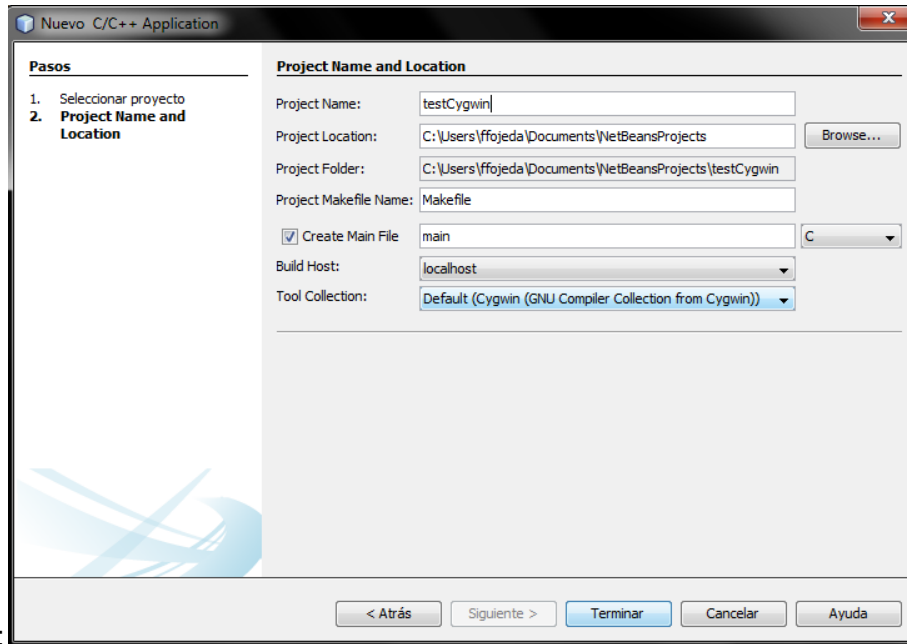 Nuevo C/C++ Application
Pasos
1. Seleccionar proyecto
2. Project Name and
Location
Project Name and Location
Project Name: testCygwin
Project Location: C:\Users\ffojeda\Documents\NetBeansProjects Browse...
Project Folder: C:\Users\ffojeda\Documents\NetBeansProjects\testCygwin
Project Makefile Name: Makefile
Create Main File main C
Build Host: localhost
Tool Collection: Default (Cygwin (GNU Compiler Collection from Cygwin))
< Atrás Siguiente > Terminar Cancelar Ayuda